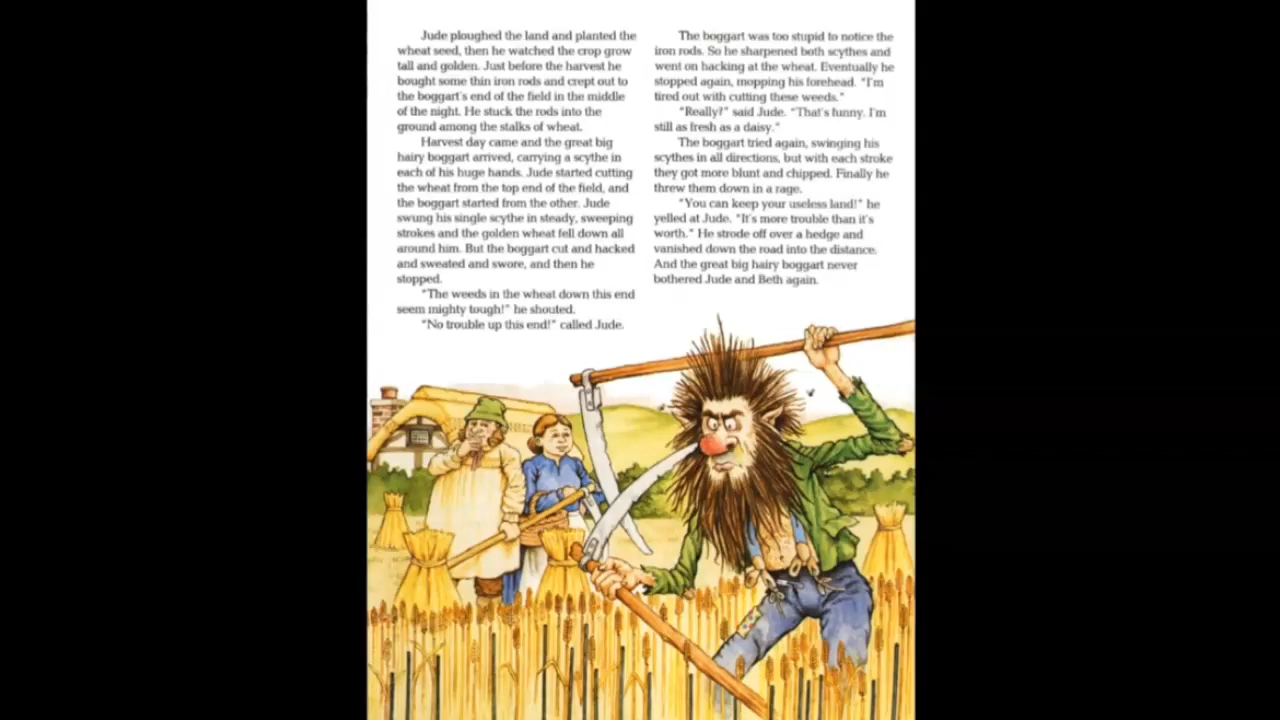 Jude ploughed the land and planted the
wheat seed, then he watched the crop grow
tall and golden. Just before the harvest he
bought some thin iron rods and crept out to
the boggart's end of the field in the middle
of the night. He stuck the rods into the
ground among the stalks of wheat.
Harvest day came and the great big
hairy boggart arrived, carrying a scythe in
each of his huge hands. Jude started cutting
the wheat from the top end of the field, and
the boggart started from the other. Jude
swung his single scythe in steady, sweeping
strokes and the golden wheat fell down all
around him. But the boggart cut and hacked
and sweated and swore, and then he
stopped.
"The weeds in the wheat down this end
seem mighty tough!" he shouted.
"No trouble up this end!" called Jude.
The boggart was too stupid to notice the
iron rods. So he sharpened both scythes and
went on hacking at the wheat. Eventually he
stopped again, mopping his forehead. "I'm
tired out with cutting these weeds."
"Really?" said Jude. "That's funny. I'm
still as fresh as a daisy."
The boggart tried again, swinging his
scythes in all directions, but with each stroke
they got more blunt and chipped. Finally he
threw them down in a rage.
"You can keep your useless land!" he
yelled at Jude. "It's more trouble than it's
worth." He strode off over a hedge and
vanished down the road into the distance.
And the great big hairy boggart never
bothered Jude and Beth again.